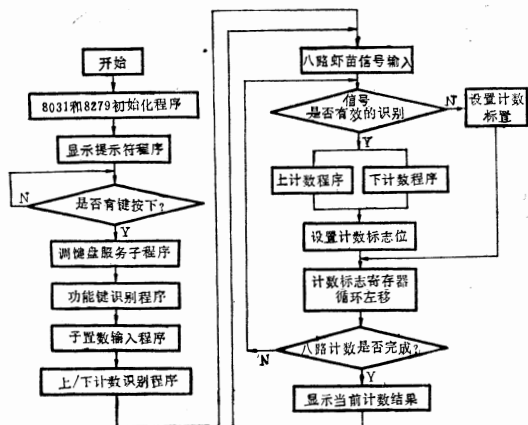 开始
8031和8279初始化程序
显示提示符程序
N
是否有键按下?
Y
调键盘服务子程序
功能键识别程序
予置数输入程序
上/下计数识别程序
八路虾苗信号输入
信号
是否有效的识别
N
设置计数
标置
Y
上计数程序
下计数程序
设置计数标志位
计数标志寄存器
循环左移
八路计数是否完成?
N
Y
显示当前计数结果